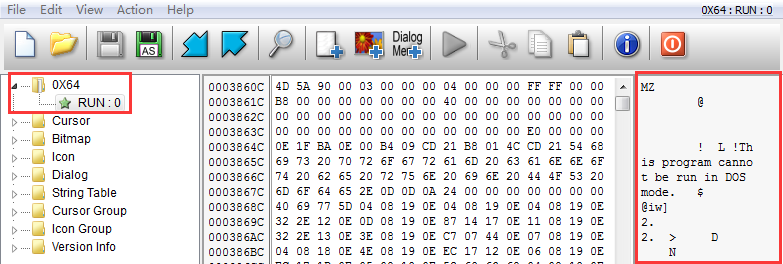 File Edit View Action Help 0X64 : RUN : 0
AS Dialog Men
0X64
RUN : 0
Cursor
Bitmap
Icon
Dialog
String Table
Cursor Group
Icon Group
Version Info
0003860C 4D 5A 90 00 03 00 00 00 04 00 00 00 FF FF 00 00
0003861C B8 00 00 00 00 00 00 00 40 00 00 00 00 00 00 00
0003862C 00 00 00 00 00 00 00 00 00 00 00 00 00 00 00 00
0003863C 00 00 00 00 00 00 00 00 00 00 00 00 E0 00 00 00
0003864C 0E 1F BA 0E 00 B4 09 CD 21 B8 01 4C CD 21 54 68
0003865C 69 73 20 70 72 6F 67 72 61 6D 20 63 61 6E 6E 6F
0003866C 74 20 62 65 20 72 75 6E 20 69 6E 20 44 4F 53 20
0003867C 6D 6F 64 65 2E 0D 0D 0A 24 00 00 00 00 00 00 00
0003868C 40 69 77 5D 04 08 19 0E 04 08 19 0E 04 08 19 0E
0003869C 32 2E 12 0E 0D 08 19 0E 87 14 17 0E 11 08 19 0E
000386AC 32 2E 13 0E 3E 08 19 0E C7 07 44 0E 07 08 19 0E
000386BC 04 08 18 0E 4E 08 19 0E EC 17 12 0E 06 08 19 0E
MZ
@
! L !Th
is program canno
t be run in DOS
mode. $
@iw]
2.
2. > D
N